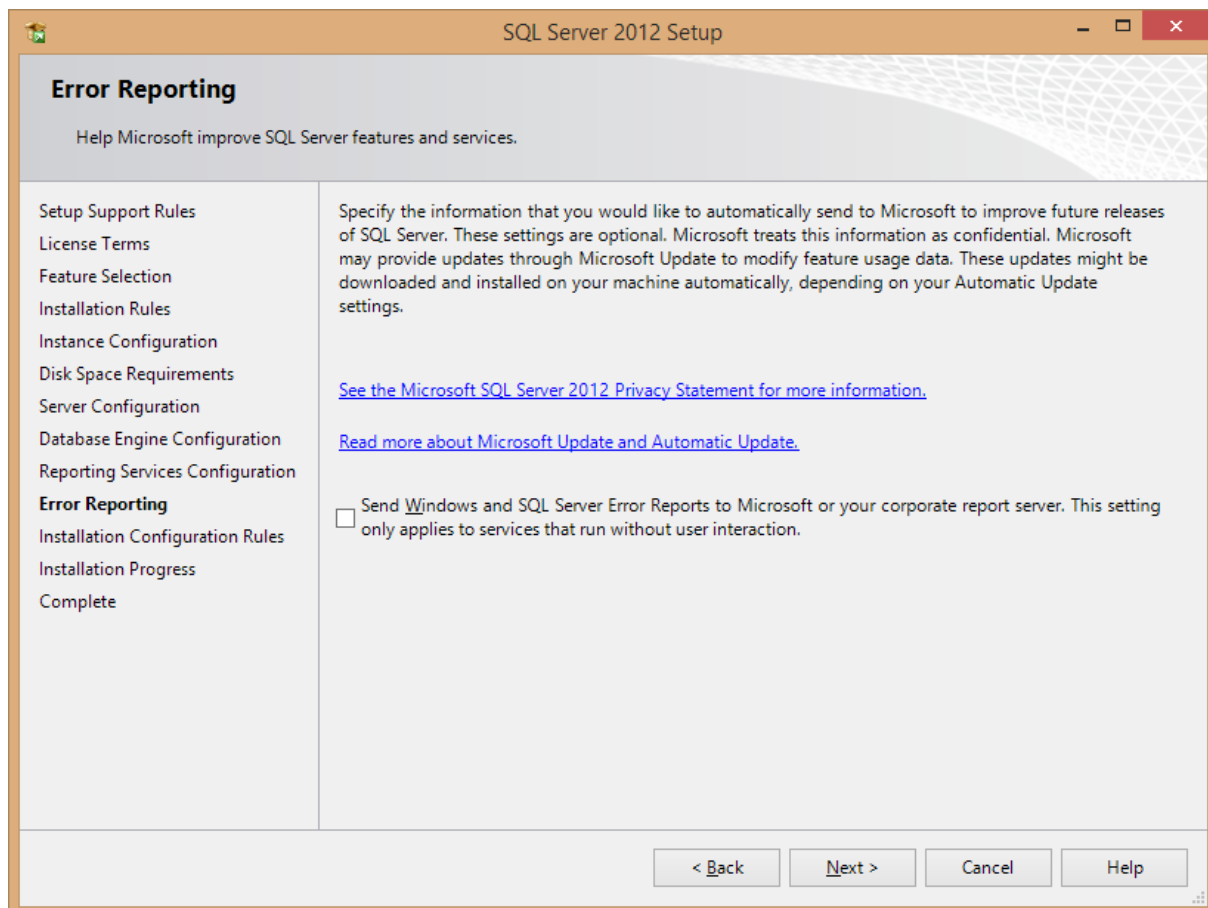 SQL Server 2012 Setup
Error Reporting
Help Microsoft improve SQL Server features and services.
Setup Support Rules
License Terms
Feature Selection
Installation Rules
Instance Configuration
Disk Space Requirements
Server Configuration
Database Engine Configuration
Reporting Services Configuration
Error Reporting
Installation Configuration Rules
Installation Progress
Complete
Specify the information that you would like to automatically send to Microsoft to improve future releases
of SQL Server. These settings are optional. Microsoft treats this information as confidential. Microsoft
may provide updates through Microsoft Update to modify feature usage data. These updates might be
downloaded and installed on your machine automatically, depending on your Automatic Update
settings.
See the Microsoft SQL Server 2012 Privacy Statement for more information.
Read more about Microsoft Update and Automatic Update.
Send Windows and SQL Server Error Reports to Microsoft or your corporate report server. This setting
only applies to services that run without user interaction.
< Back
Next >
Cancel
Help